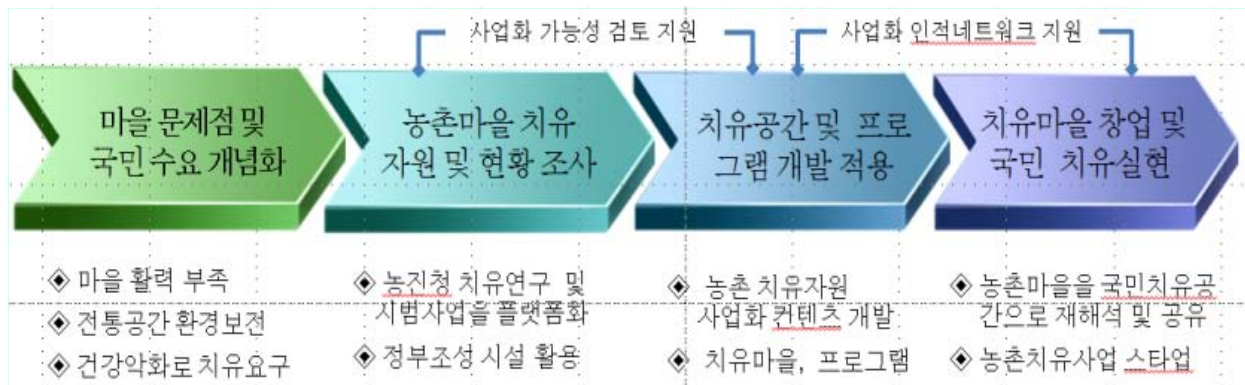 사업화 가능성 검토 지원
사업화 인적네트워크 지원
마을 문제점 및
국민 수요 개념화
농촌마을 치유
자원 및 현황 조사
치유공간 및 프로
그램 개발 적용
치유마을 창업 및
국민 치유실현
◈ 마을 활력 부족
◈ 전통공간 환경보전
◈ 건강악화로 치유요구
◈ 농진청 치유연구 및
시범사업을 플랫폼화
◈ 정부조성 시설 활용
◈ 농촌 치유자원
사업화 컨텐츠 개발
◈ 치유마을, 프로그램
◈ 농촌마을을 국민치유공
간으로 재해석 및 공유
◈ 농촌치유사업 스타업